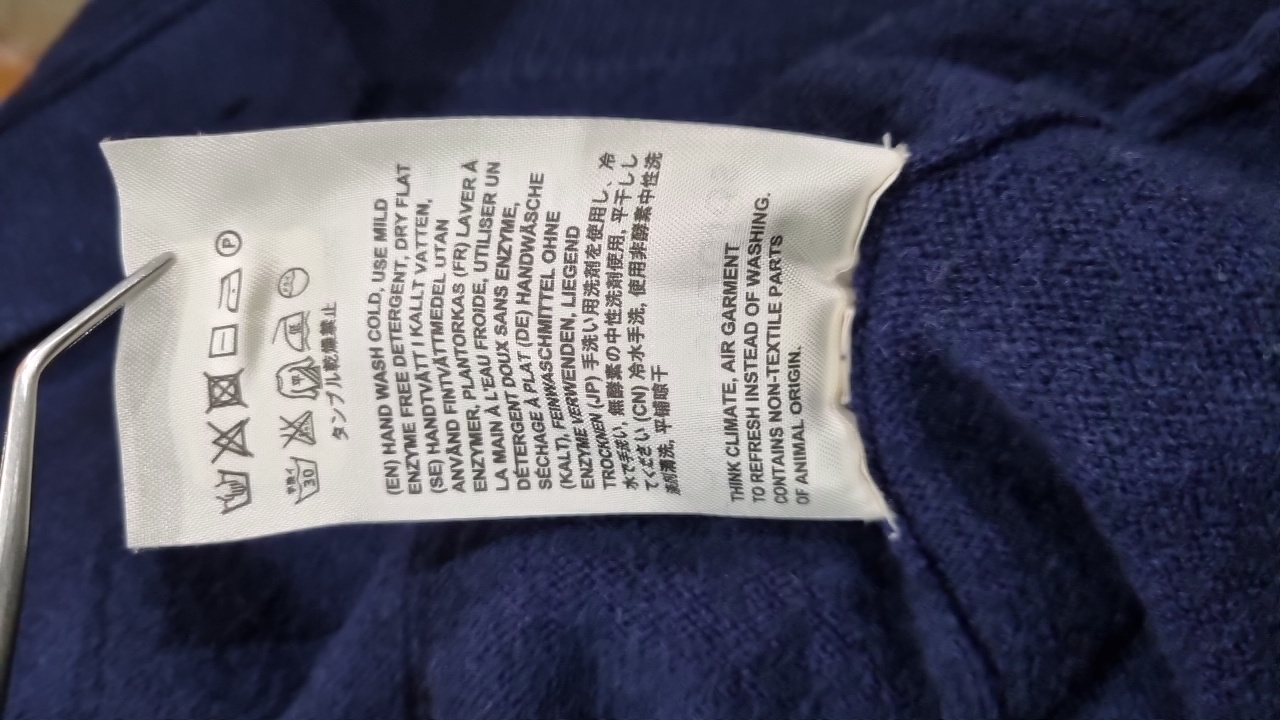 P
手洗イ
30
タンブル乾燥禁止
(EN) HAND WASH COLD, USE MILD
ENZYME FREE DETERGENT, DRY FLAT
(SE) HANDTVÄTT I KALLT VATTEN,
ANVÄND FINTVÄTTMEDEL UTAN
ENZYMER, PLANTORKAS (FR) LAVER À
LA MAIN À L'EAU FROIDE, UTILISER UN
DÉTERGENT DOUX SANS ENZYME,
SÉCHAGE À PLAT (DE) HANDWÄSCHE
(KALT), FEINWASCHMITTEL OHNE
ENZYME VERWENDEN, LIEGEND
TROCKNEN (JP) 手洗い用洗剤を使用し、冷
水で手洗い, 無酵素の中性洗剤使用, 平干しし
てください (CN) 冷水手洗, 使用非酵素中性洗
涤剂清洗, 平铺晾干
THINK CLIMATE, AIR GARMENT
TO REFRESH INSTEAD OF WASHING.
CONTAINS NON-TEXTILE PARTS
OF ANIMAL ORIGIN.